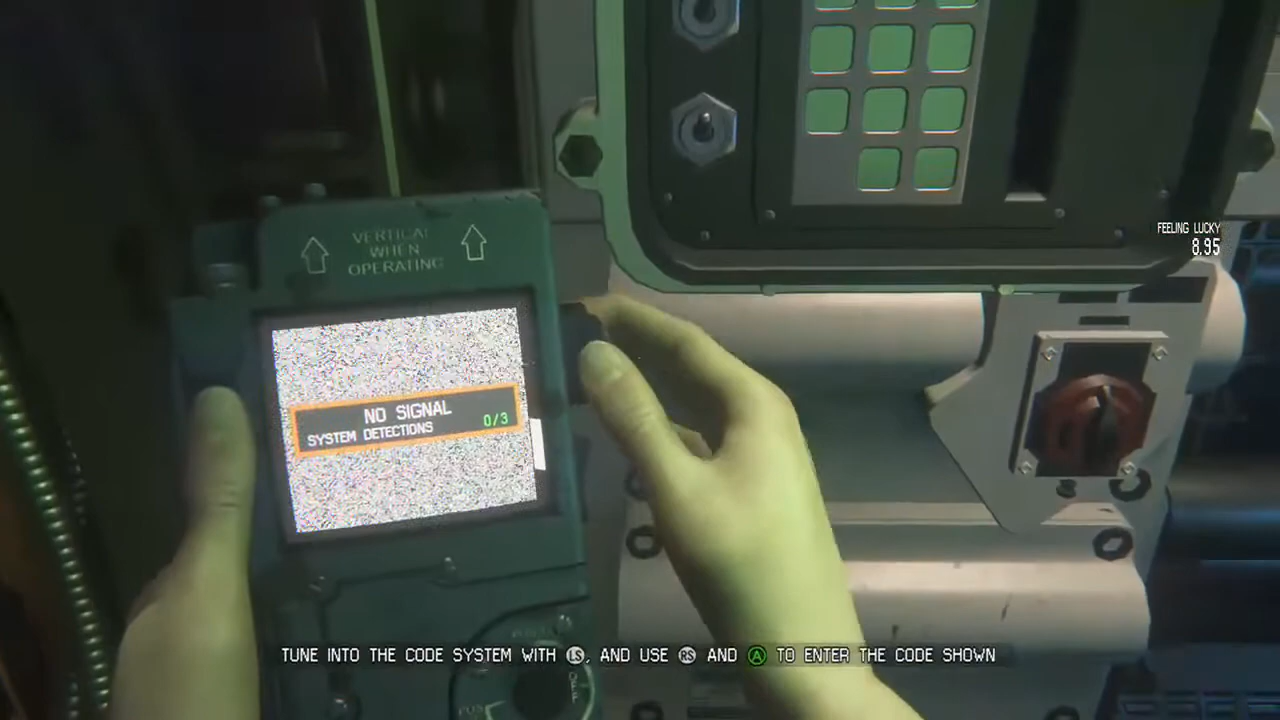 VERTICAL
WHEN
OPERATING
FEELING LUCKY
8.95
NO SIGNAL
SYSTEM DETECTIONS 0/3
TUNE INTO THE CODE SYSTEM WITH LS, AND USE RS AND A TO ENTER THE CODE SHOWN